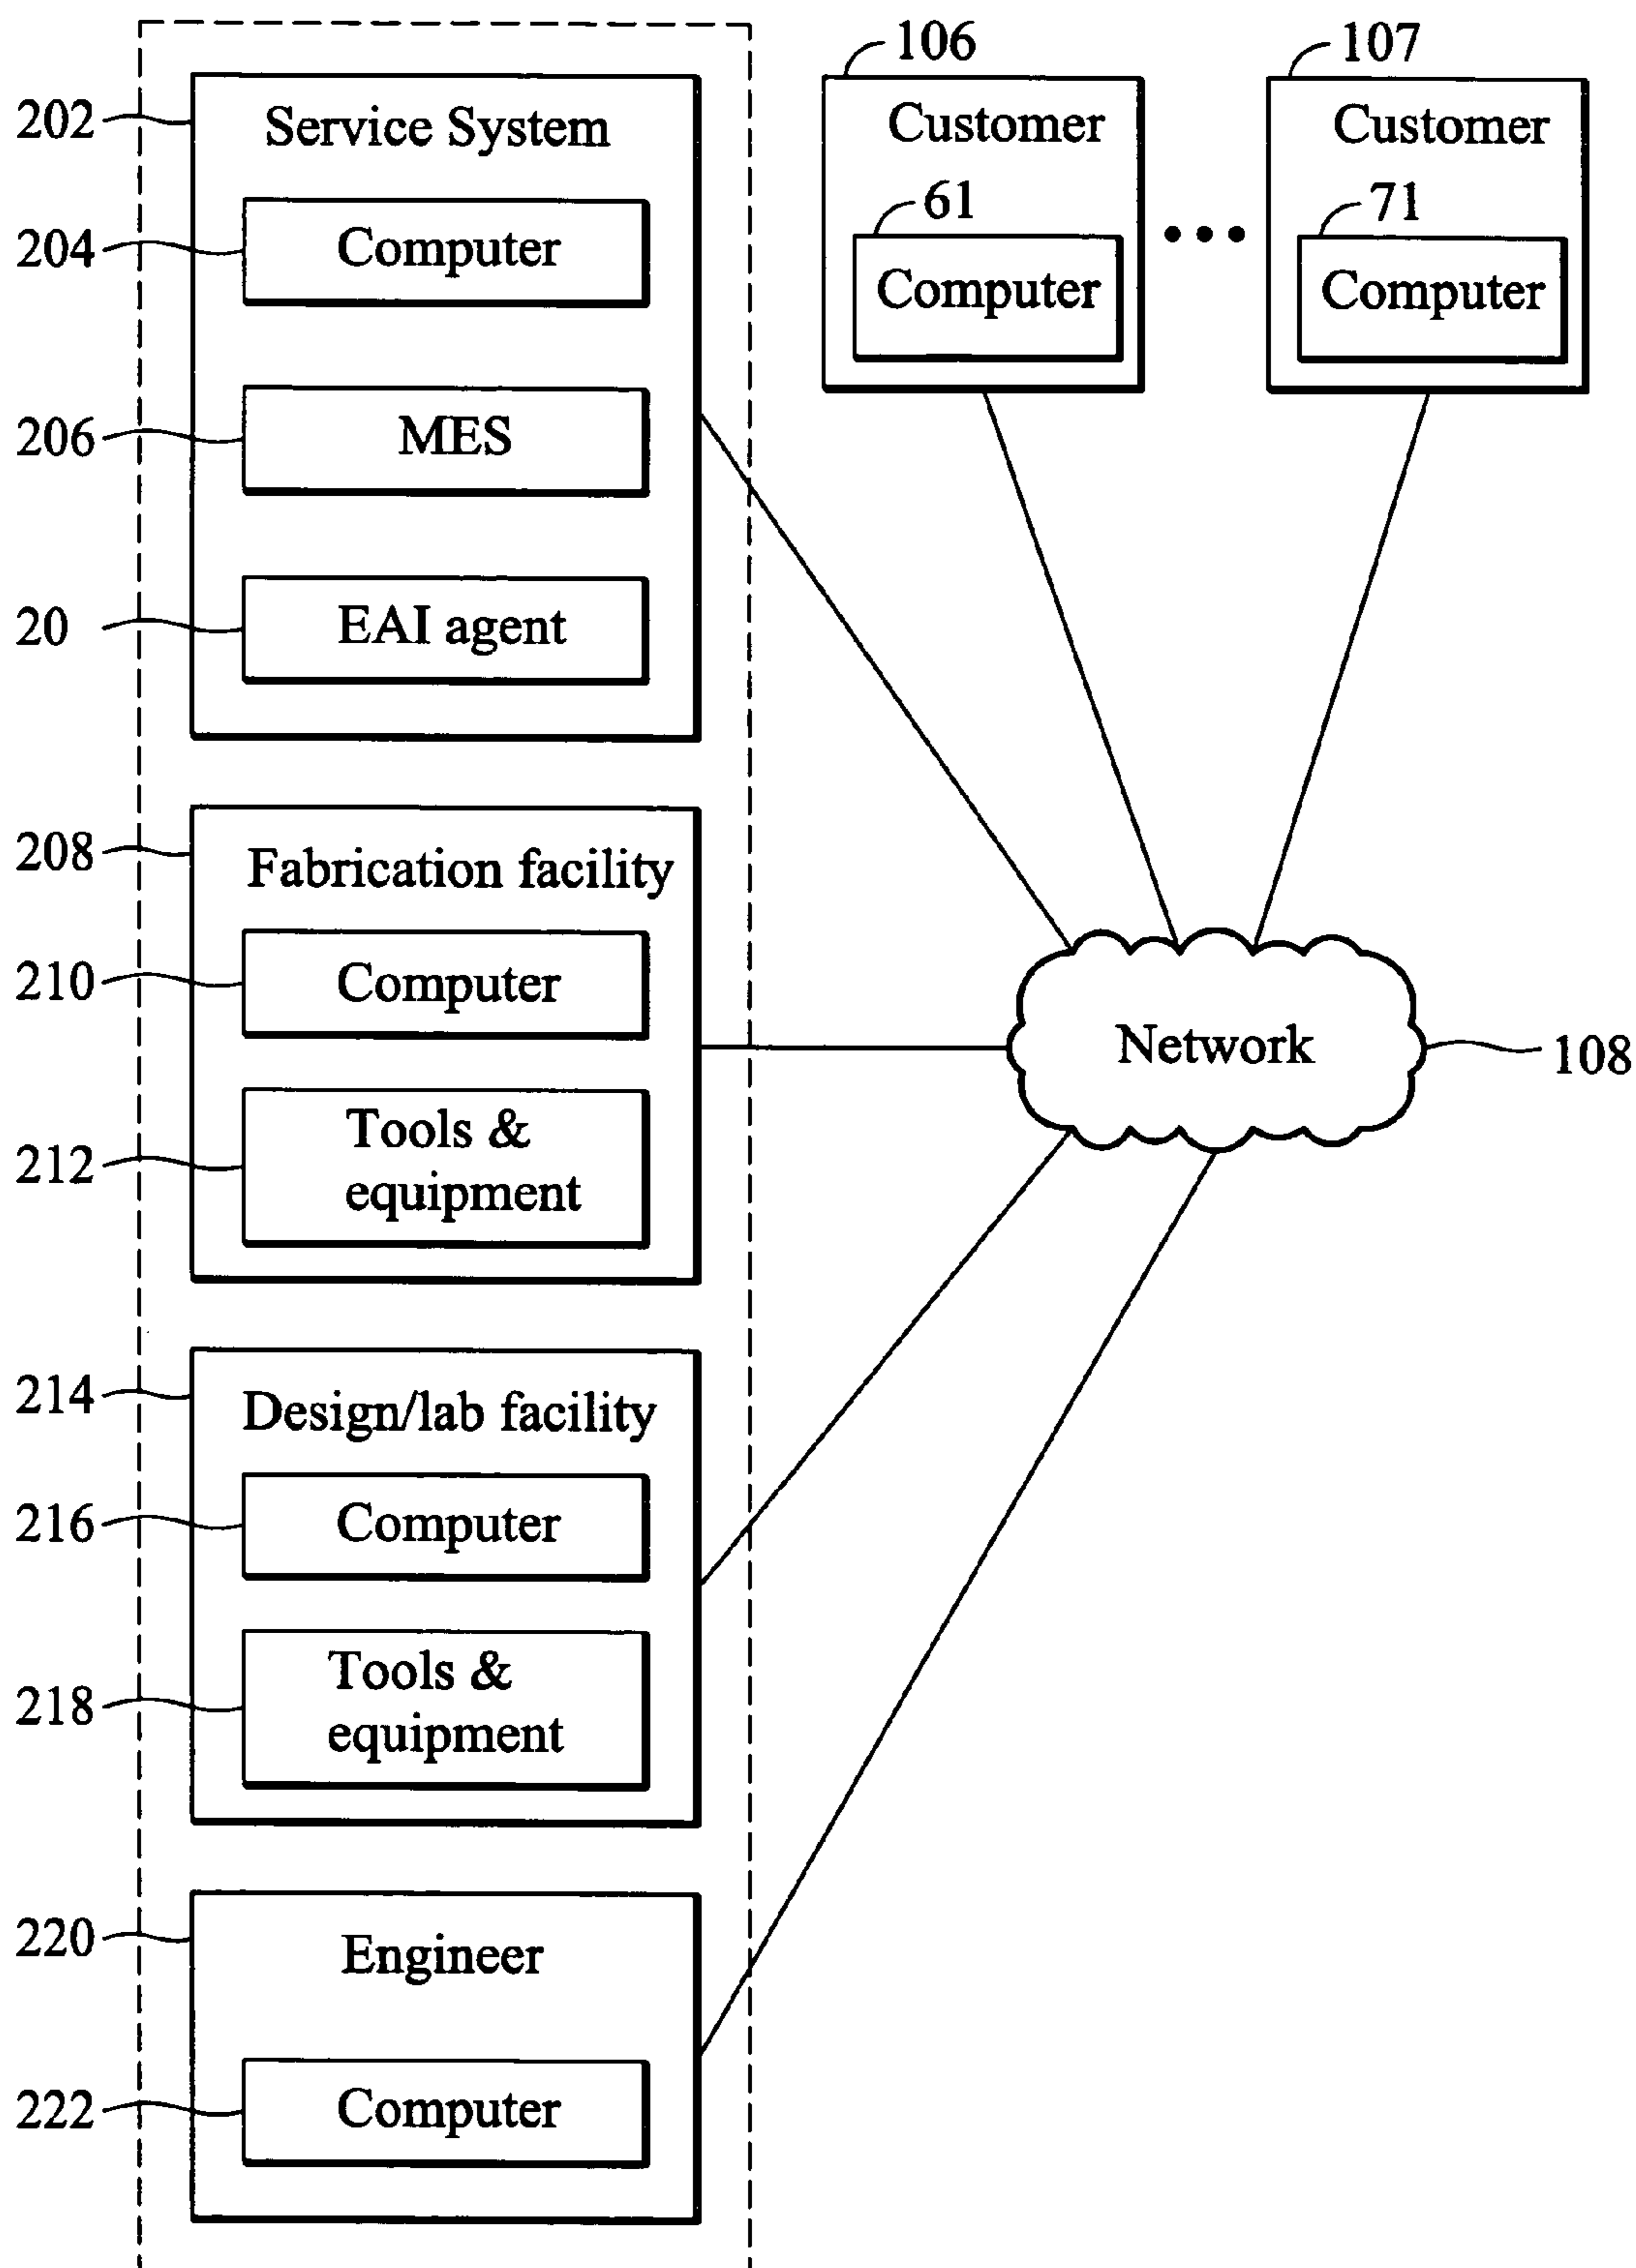 106
107
202
Service System
Customer
Customer
61
71
204
Computer
Computer
Computer
206
MES
20
EAI agent
208
Fabrication facility
210
Computer
Network
108
212
Tools &
equipment
214
Design/lab facility
216
Computer
218
Tools &
equipment
220
Engineer
222
Computer